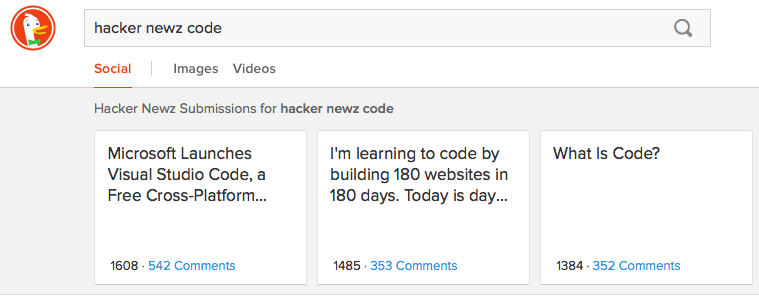 hacker newz code
Social
Images
Videos
Hacker Newz Submissions for hacker newz code
Microsoft Launches
Visual Studio Code, a
Free Cross-Platform...
1608 · 542 Comments
I'm learning to code by
building 180 websites in
180 days. Today is day...
1485 · 353 Comments
What Is Code?
1384 · 352 Comments